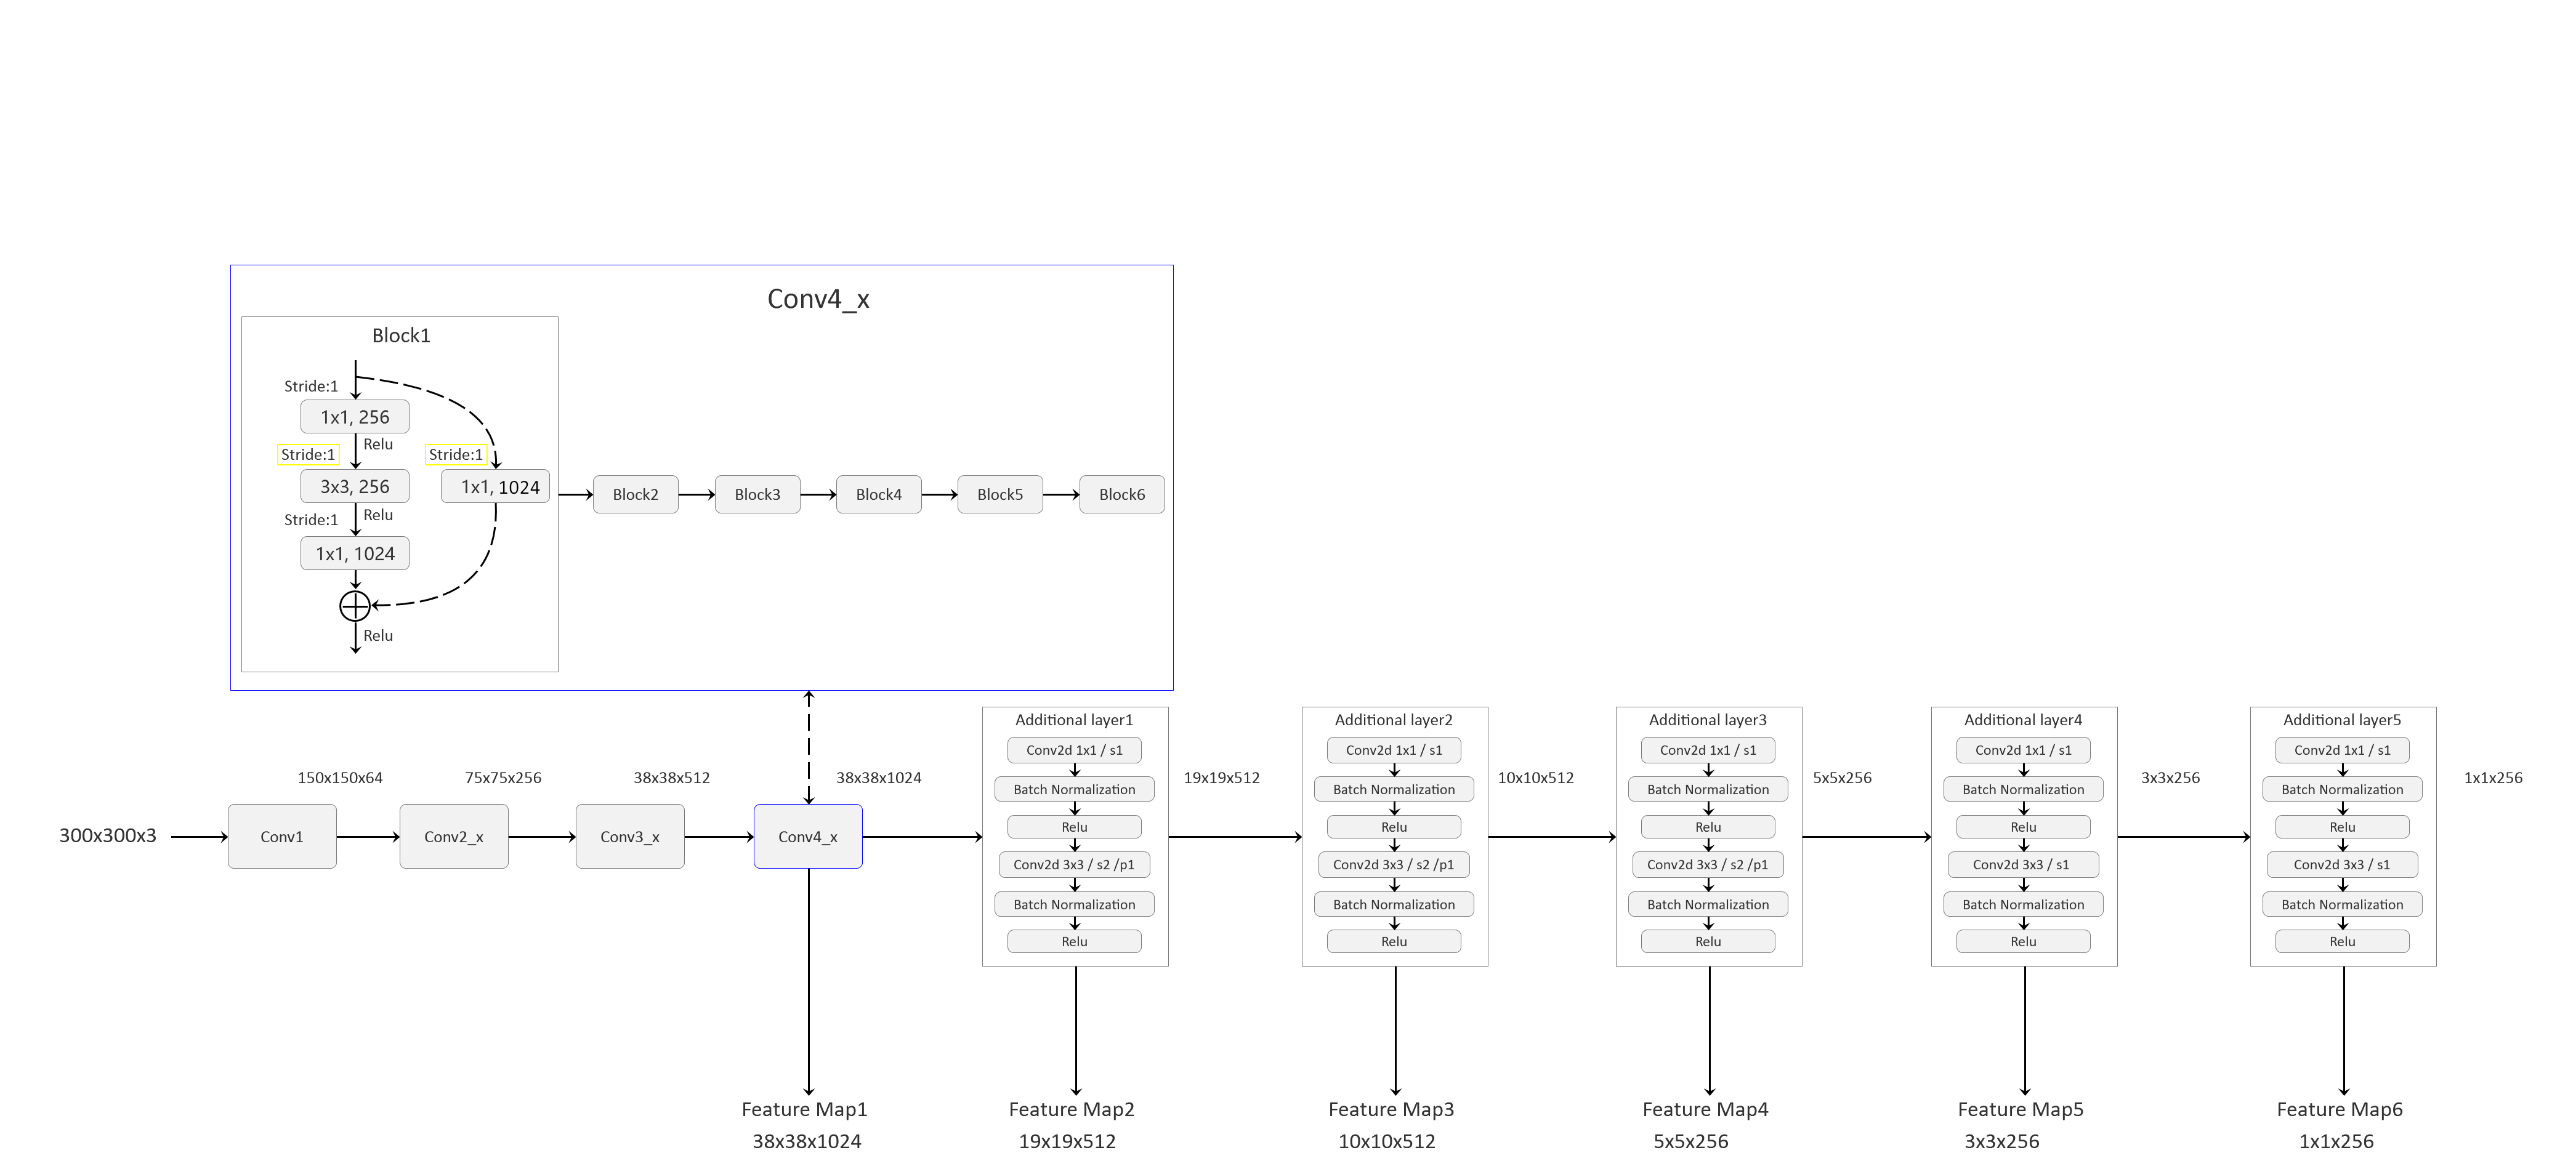 Conv4_x
Block1
Stride:1
1x1, 256
Relu
Stride:1
Stride:1
3x3, 256
1x1, 1024
Relu
Stride:1
1x1, 1024
Relu
Block2
Block3
Block4
Block5
Block6
300x300x3
Conv1
150x150x64
Conv2_x
75x75x256
Conv3_x
38x38x512
Conv4_x
38x38x1024
Additional layer1
Conv2d 1x1 / s1
Batch Normalization
Relu
Conv2d 3x3 / s2 /p1
Batch Normalization
Relu
19x19x512
Additional layer2
Conv2d 1x1 / s1
Batch Normalization
Relu
Conv2d 3x3 / s2 /p1
Batch Normalization
Relu
10x10x512
Additional layer3
Conv2d 1x1 / s1
Batch Normalization
Relu
Conv2d 3x3 / s2 /p1
Batch Normalization
Relu
5x5x256
Additional layer4
Conv2d 1x1 / s1
Batch Normalization
Relu
Conv2d 3x3 / s1
Batch Normalization
Relu
3x3x256
Additional layer5
Conv2d 1x1 / s1
Batch Normalization
Relu
Conv2d 3x3 / s1
Batch Normalization
Relu
1x1x256
Feature Map1
38x38x1024
Feature Map2
19x19x512
Feature Map3
10x10x512
Feature Map4
5x5x256
Feature Map5
3x3x256
Feature Map6
1x1x256